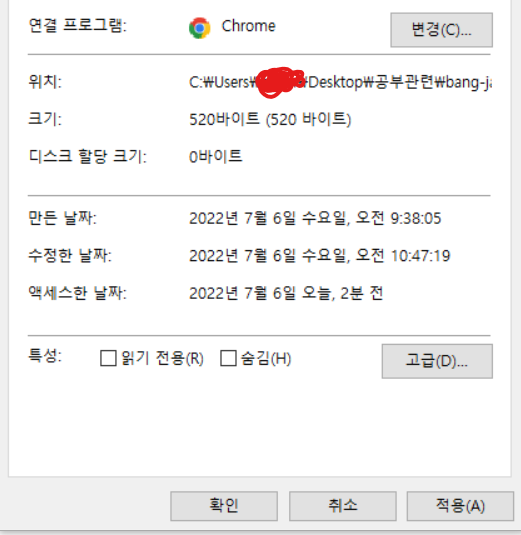 연결 프로그램: Chrome 변경(C)...
위치: C:₩Users₩ ₩Desktop₩공부관련₩bang-ja
크기: 520바이트 (520 바이트)
디스크 할당 크기: 0바이트
만든 날짜: 2022년 7월 6일 수요일, 오전 9:38:05
수정한 날짜: 2022년 7월 6일 수요일, 오전 10:47:19
액세스한 날짜: 2022년 7월 6일 오늘, 2분 전
특성: 읽기 전용(R) 숨김(H) 고급(D)...
확인 취소 적용(A)